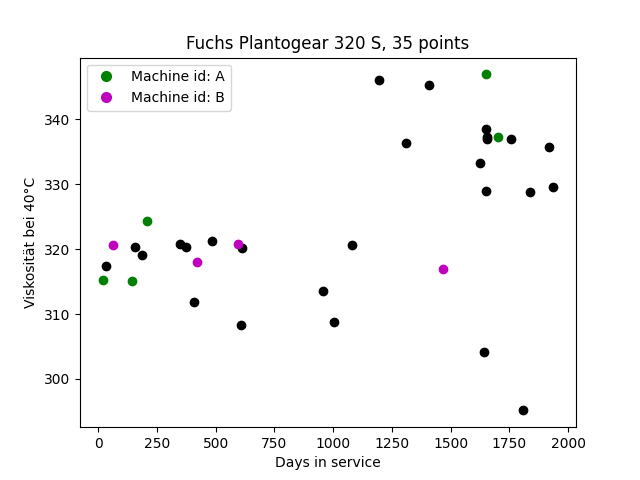 Fuchs Plantogear 320 S, 35 points
Machine id: A
Machine id: B
Viskosität bei 40°C
340
330
320
310
300
0 250 500 750 1000 1250 1500 1750 2000
Days in service